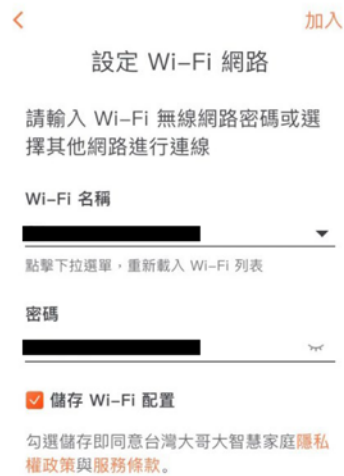 加入
設定 Wi-Fi 網路
請輸入 Wi-Fi 無線網路密碼或選
擇其他網路進行連線
Wi-Fi 名稱
點擊下拉選單，重新載入 Wi-Fi 列表
密碼
儲存 Wi-Fi 配置
勾選儲存即同意台灣大哥大智慧家庭隱私
權政策與服務條款。